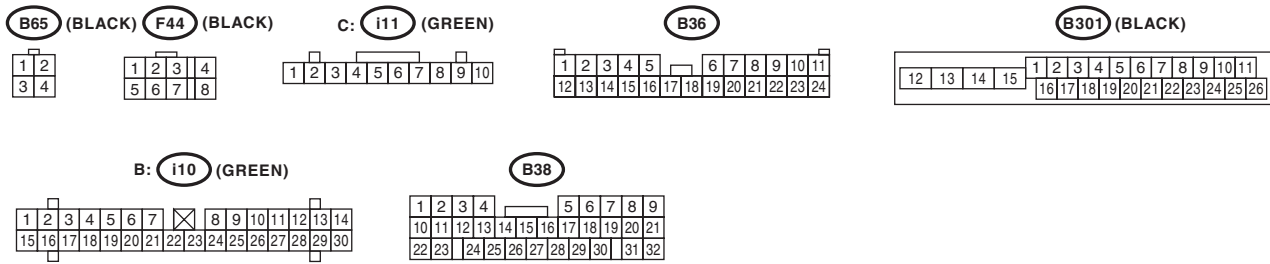 B65 (BLACK) F44 (BLACK) C: i11 (GREEN) B36 B301 (BLACK)
1 2
3 4
1 2 3 4
5 6 7 8
1 2 3 4 5 6 7 8 9 10
1 2 3 4 5 6 7 8 9 10 11
12 13 14 15 16 17 18 19 20 21 22 23 24
12 13 14 15 1 2 3 4 5 6 7 8 9 10 11
16 17 18 19 20 21 22 23 24 25 26
B: i10 (GREEN) B38
1 2 3 4 5 6 7 8 9 10 11 12 13 14
15 16 17 18 19 20 21 22 23 24 25 26 27 28 29 30
1 2 3 4 5 6 7 8 9
10 11 12 13 14 15 16 17 18 19 20 21
22 23 24 25 26 27 28 29 30 31 32